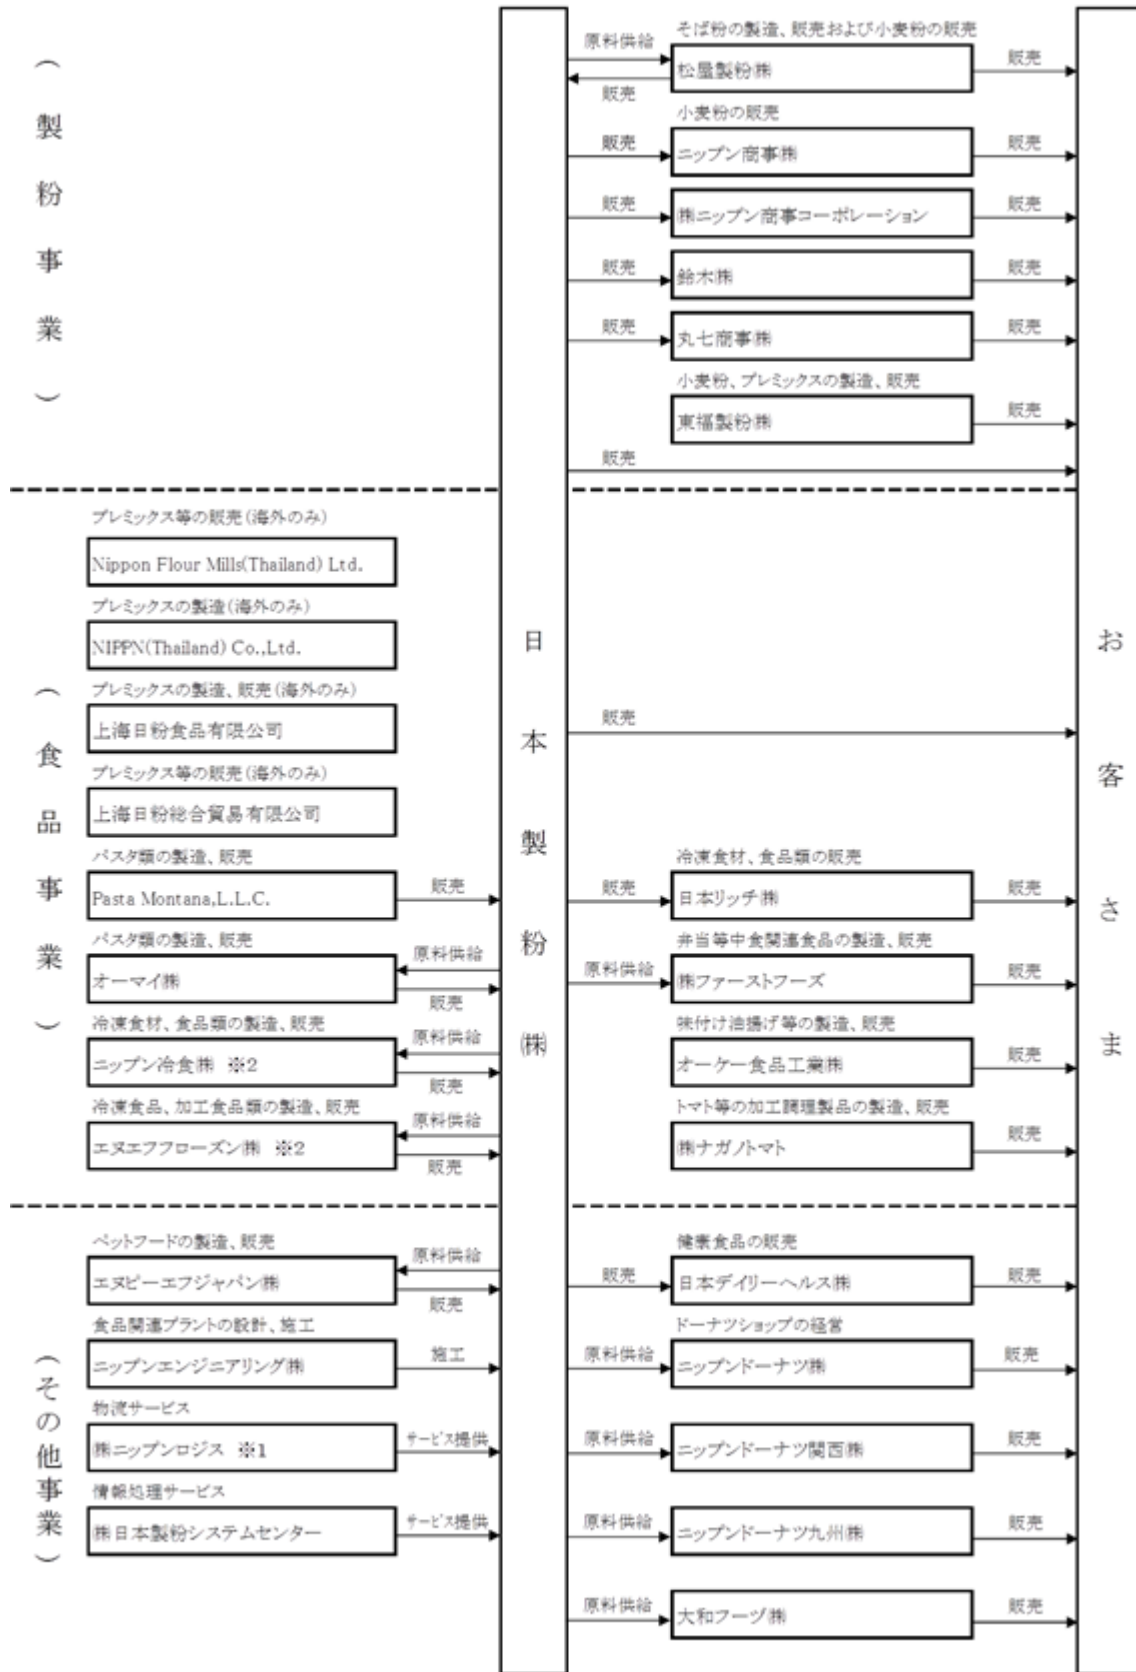 （製粉事業）
原料供給
そば粉の製造、販売および小麦粉の販売
松屋製粉㈱
販売
販売
小麦粉の販売
販売
ニップン商事㈱
販売
販売
㈱ニップン商事コーポレーション
販売
販売
鈴木㈱
販売
販売
丸七商事㈱
販売
小麦粉、プレミックスの製造、販売
東福製粉㈱
販売
販売
日本製粉㈱
お客さま
（食品事業）
プレミックス等の販売(海外のみ)
Nippon Flour Mills(Thailand) Ltd.
プレミックスの製造(海外のみ)
NIPPN(Thailand) Co.,Ltd.
プレミックスの製造、販売(海外のみ)
上海日粉食品有限公司
販売
プレミックス等の販売(海外のみ)
上海日粉総合貿易有限公司
パスタ類の製造、販売
Pasta Montana,L.L.C.
販売
冷凍食材、食品類の販売
販売
日本リッチ㈱
販売
パスタ類の製造、販売
オーマイ㈱
原料供給
販売
弁当等中食関連食品の製造、販売
原料供給
㈱ファーストフーズ
販売
冷凍食材、食品類の製造、販売
ニップン冷食㈱ ※2
原料供給
販売
味付け油揚げ等の製造、販売
オーケー食品工業㈱
販売
冷凍食品、加工食品類の製造、販売
エヌエフフローズン㈱ ※2
原料供給
販売
トマト等の加工調理製品の製造、販売
㈱ナガノトマト
販売
（その他事業）
ペットフードの製造、販売
エヌピーエフジャパン㈱
原料供給
販売
健康食品の販売
販売
日本デイリーヘルス㈱
販売
食品関連プラントの設計、施工
ニップンエンジニアリング㈱
施工
ドーナツショップの経営
原料供給
ニップンドーナツ㈱
販売
物流サービス
㈱ニップンロジス ※1
サービス提供
原料供給
ニップンドーナツ関西㈱
販売
情報処理サービス
㈱日本製粉システムセンター
サービス提供
原料供給
ニップンドーナツ九州㈱
販売
原料供給
大和フーヅ㈱
販売